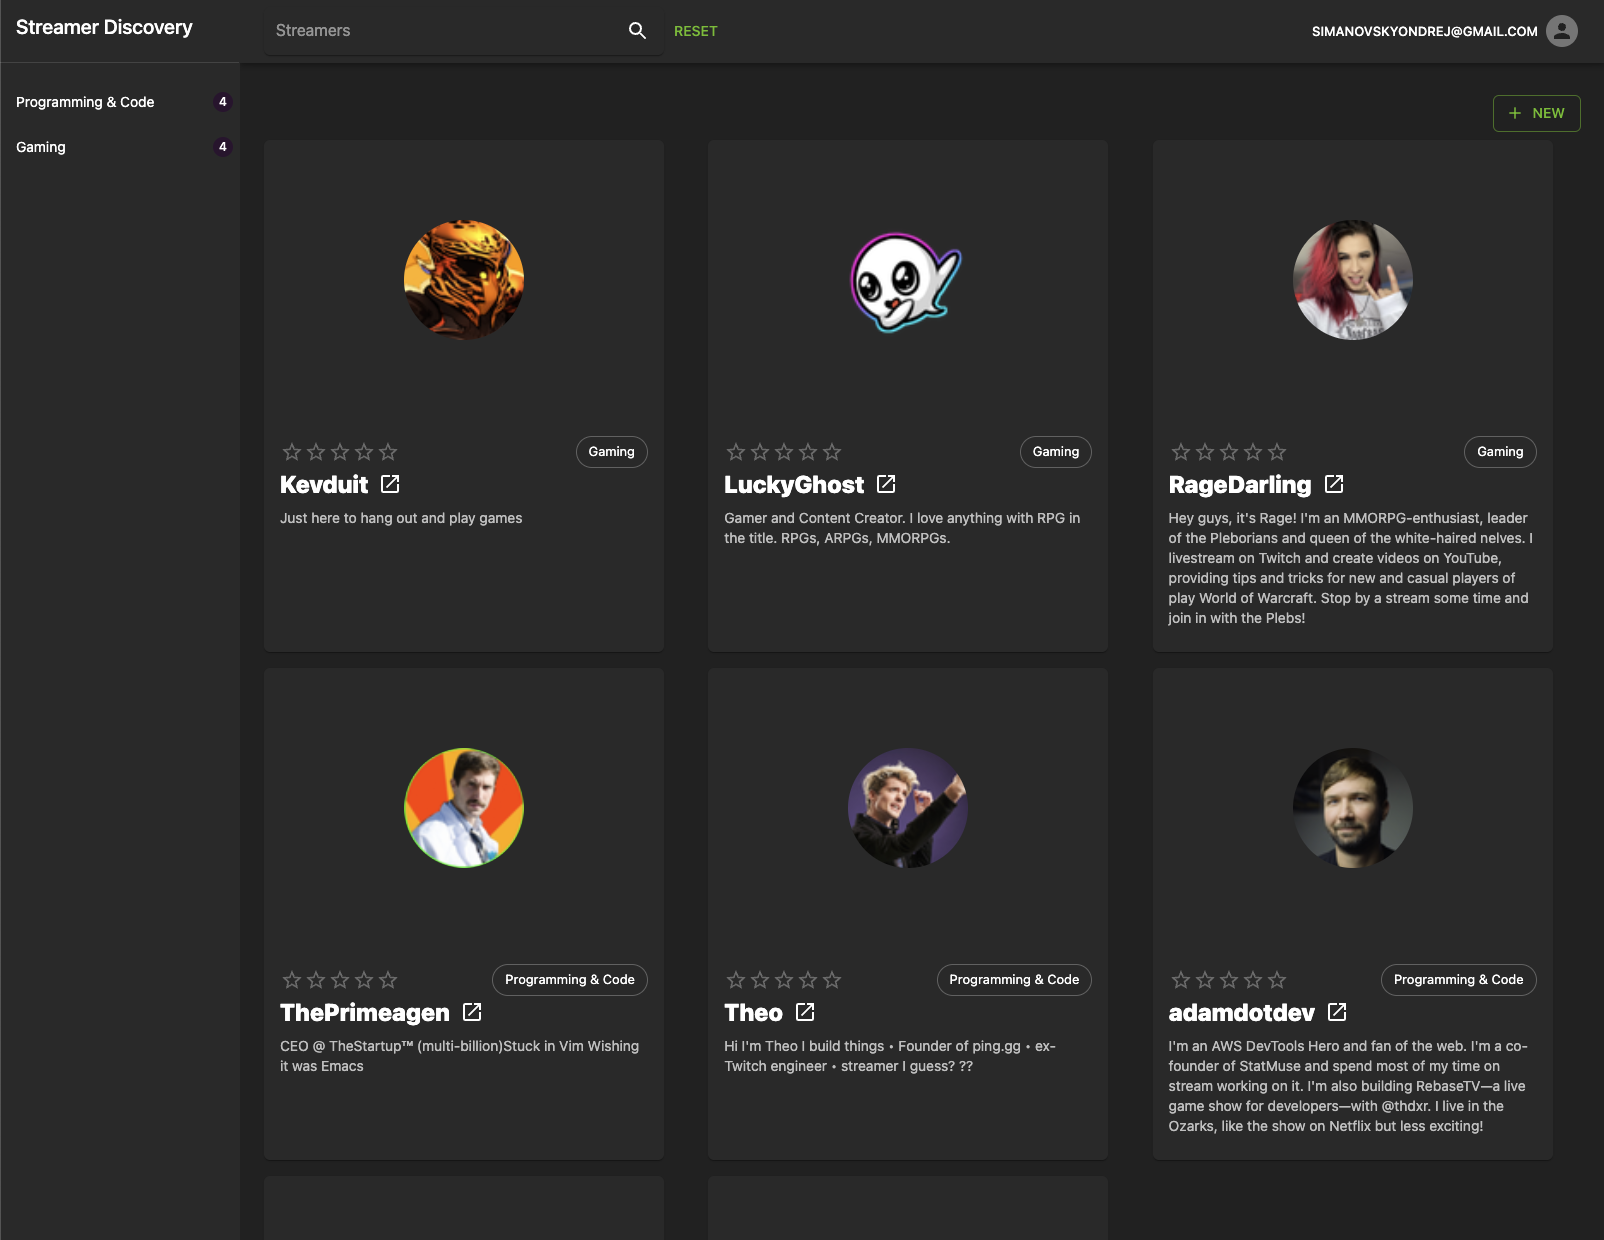 Streamer Discovery
Streamers
RESET
SIMANOVSKYONDREJ@GMAIL.COM
Programming & Code
4
Gaming
4
NEW
Gaming
Kevduit
Just here to hang out and play games
Gaming
LuckyGhost
Gamer and Content Creator. I love anything with RPG in
the title. RPGs, ARPGs, MMORPGs.
Gaming
RageDarling
Hey guys, it's Rage! I'm an MMORPG-enthusiast, leader
of the Pleborians and queen of the white-haired nelves. I
livestream on Twitch and create videos on YouTube,
providing tips and tricks for new and casual players of
play World of Warcraft. Stop by a stream some time and
join in with the Plebs!
Programming & Code
ThePrimeagen
CEO @ TheStartup™ (multi-billion)Stuck in Vim Wishing
it was Emacs
Programming & Code
Theo
Hi I'm Theo I build things • Founder of ping.gg • ex-
Twitch engineer • streamer I guess? ??
Programming & Code
adamdotdev
I'm an AWS DevTools Hero and fan of the web. I'm a co-
founder of StatMuse and spend most of my time on
stream working on it. I'm also building RebaseTV—a live
game show for developers—with @thdxr. I live in the
Ozarks, like the show on Netflix but less exciting!